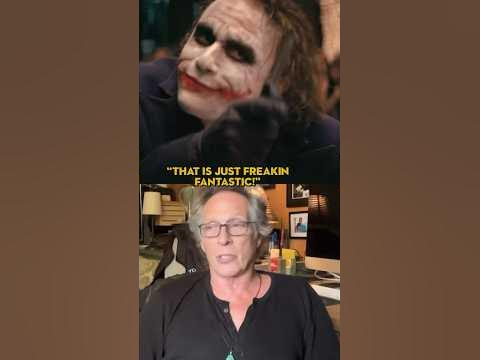 “THAT IS JUST FREAKIN
FANTASTIC!”